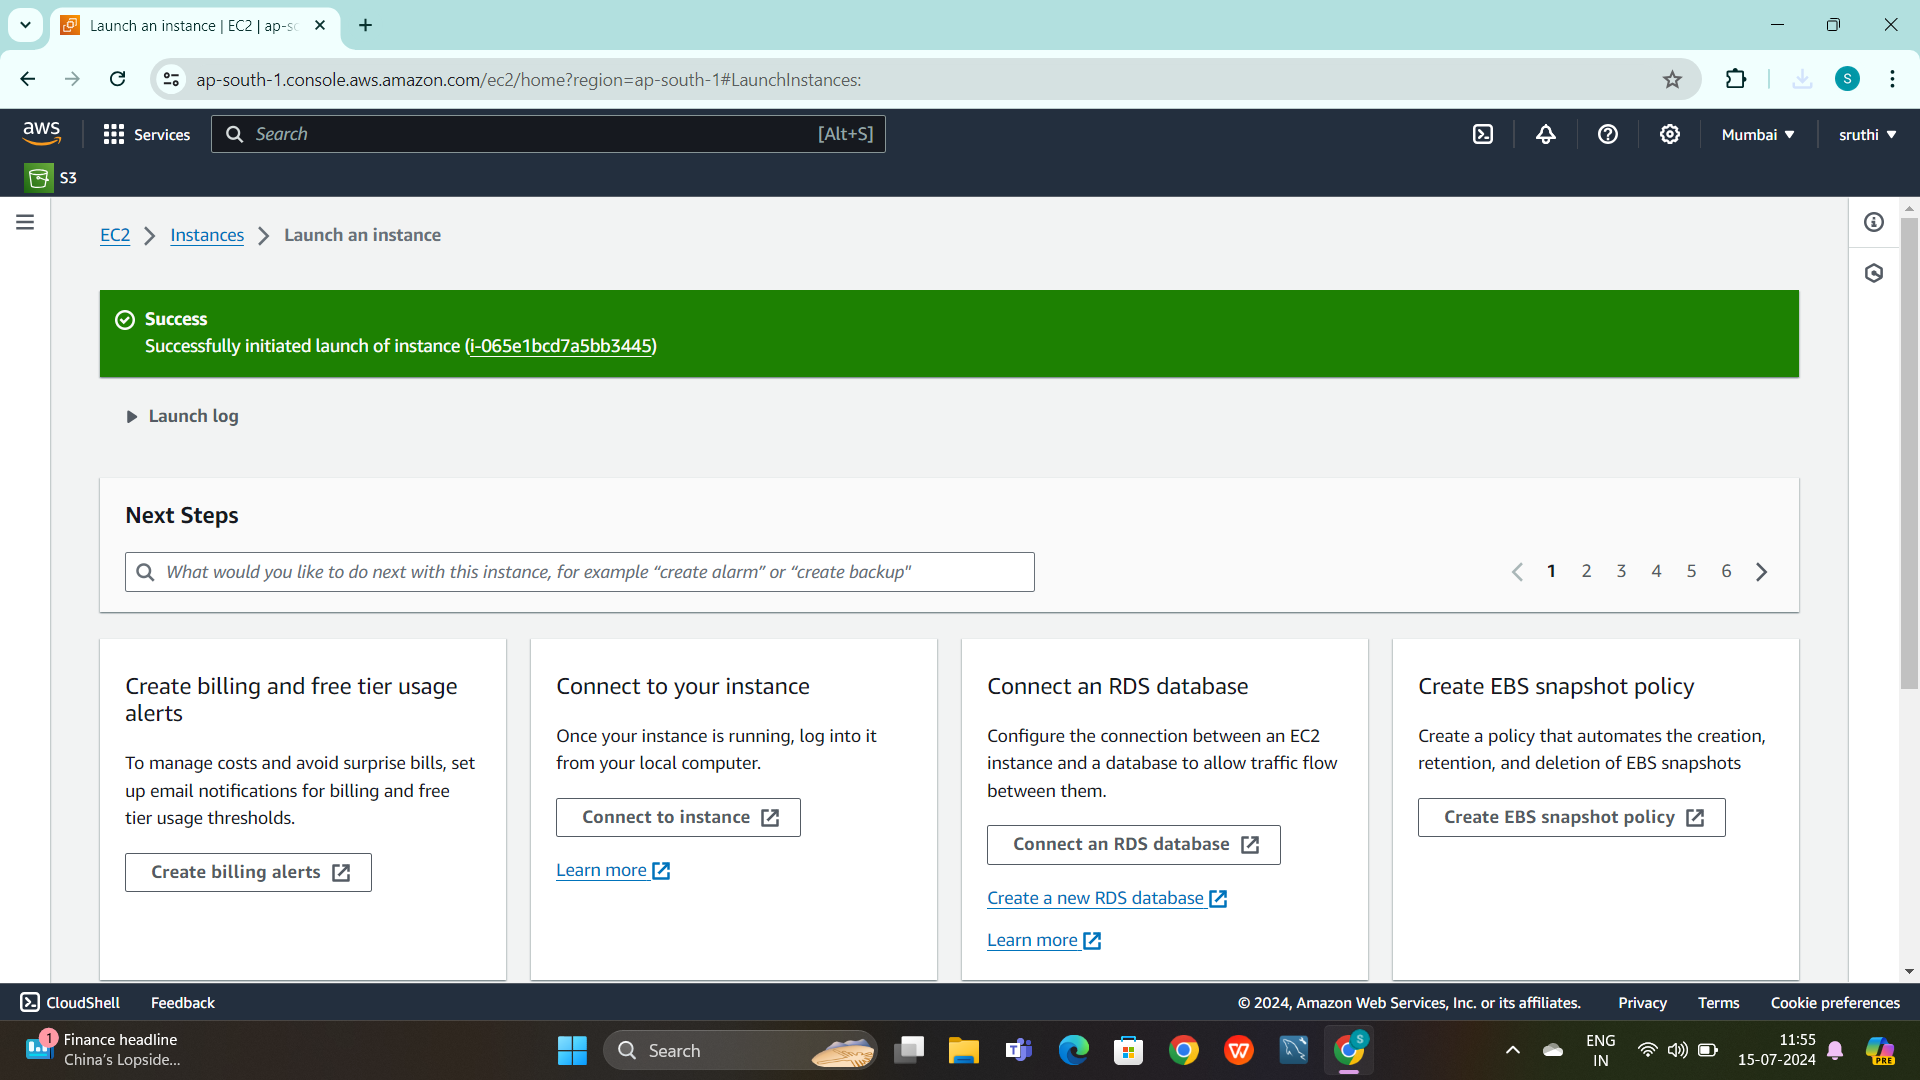 Launch an instance | EC2 | ap-sc
ap-south-1.console.aws.amazon.com/ec2/home?region=ap-south-1#LaunchInstances:
S
aws
Services
Search
[Alt+S]
Mumbai
sruthi
S3
EC2
Instances
Launch an instance
Success
Successfully initiated launch of instance (i-065e1bcd7a5bb3445)
Launch log
Next Steps
What would you like to do next with this instance, for example “create alarm” or “create backup"
1 2 3 4 5 6
Create billing and free tier usage
alerts
To manage costs and avoid surprise bills, set
up email notifications for billing and free
tier usage thresholds.
Create billing alerts
Connect to your instance
Once your instance is running, log into it
from your local computer.
Connect to instance
Learn more
Connect an RDS database
Configure the connection between an EC2
instance and a database to allow traffic flow
between them.
Connect an RDS database
Create a new RDS database
Learn more
Create EBS snapshot policy
Create a policy that automates the creation,
retention, and deletion of EBS snapshots
Create EBS snapshot policy
CloudShell
Feedback
© 2024, Amazon Web Services, Inc. or its affiliates.
Privacy
Terms
Cookie preferences
1
Finance headline
China's Lopside...
Search
S
ENG
IN
11:55
15-07-2024
PRE